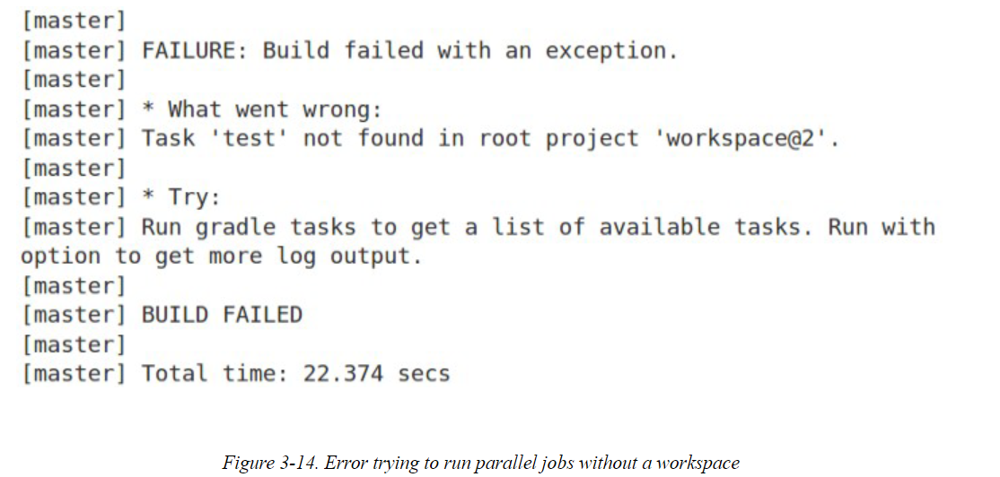 [master]
[master] FAILURE: Build failed with an exception.
[master]
[master] * What went wrong:
[master] Task 'test' not found in root project 'workspace@2'.
[master]
[master] * Try:
[master] Run gradle tasks to get a list of available tasks. Run with
option to get more log output.
[master]
[master] BUILD FAILED
[master]
[master] Total time: 22.374 secs
Figure 3-14. Error trying to run parallel jobs without a workspace